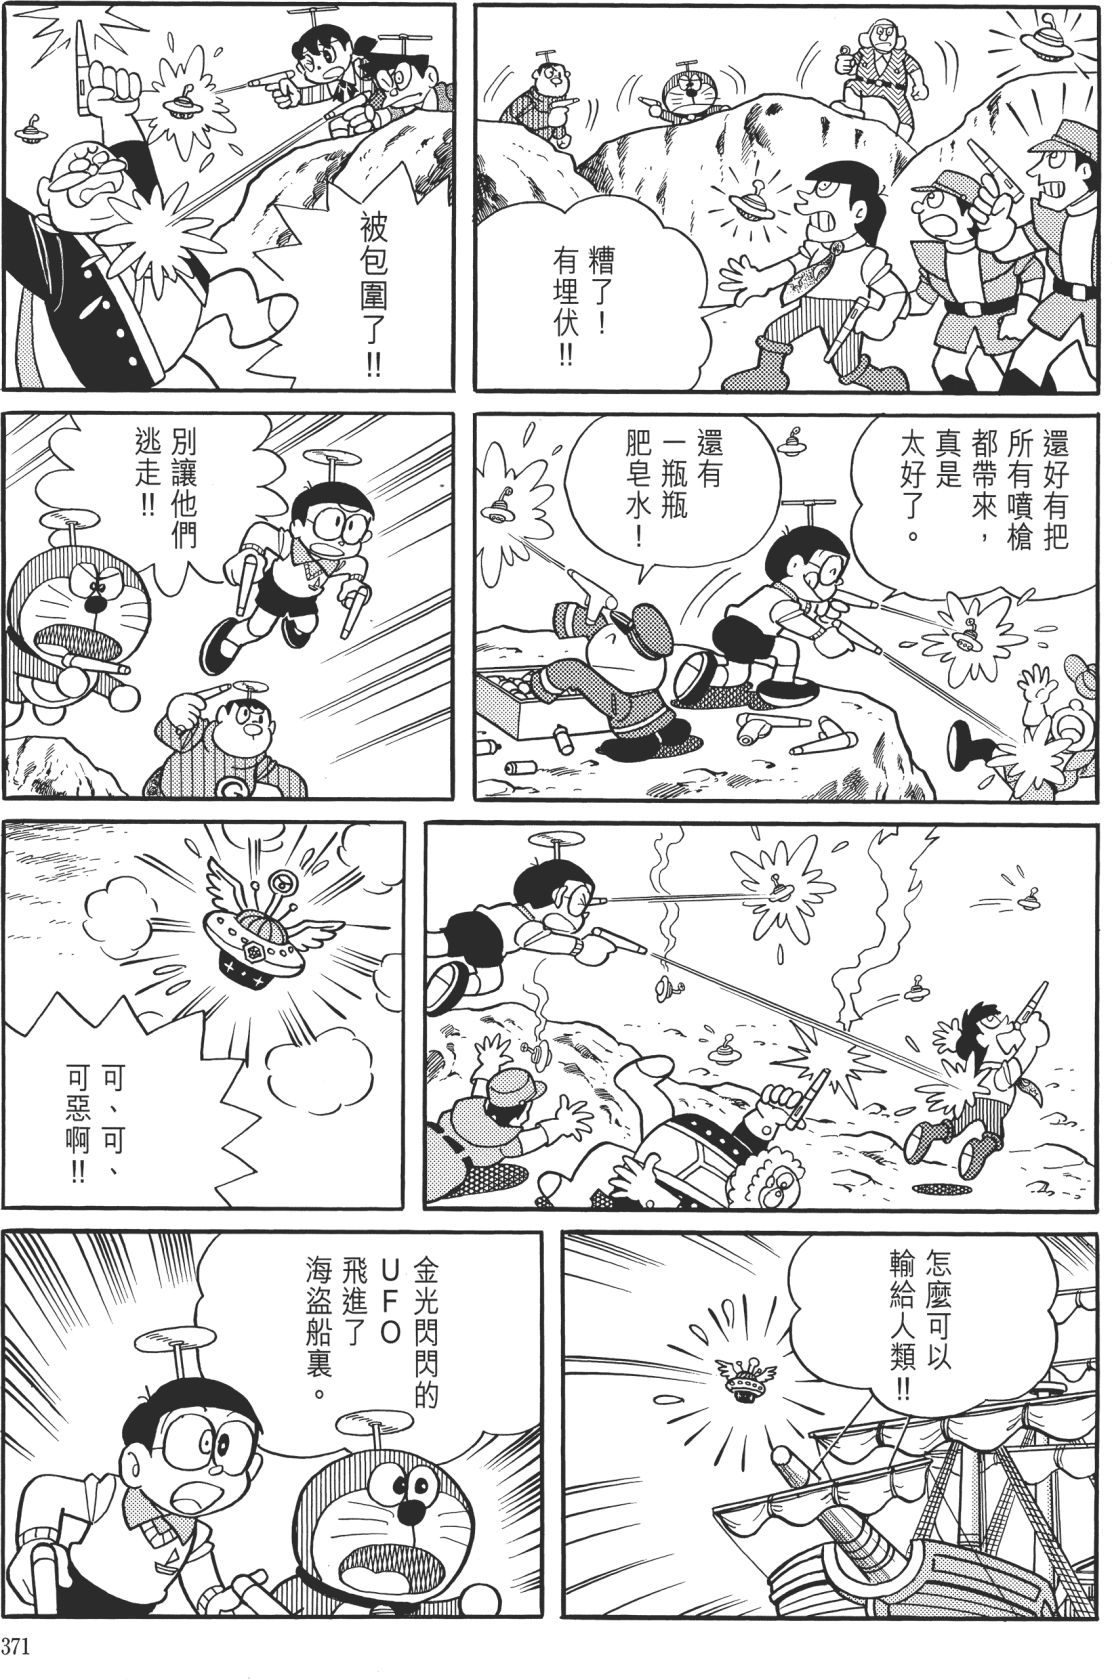 糟了！
有埋伏!!
被包圍了!!
還好有把
所有噴槍
都帶來，
真是
太好了。
還有
一瓶瓶
肥皂水！
別讓他們
逃走!!
可、可、
可惡啊!!
怎麼可以
輸給人類!!
金光閃閃的
UFO
飛進了
海盜船裏。
371